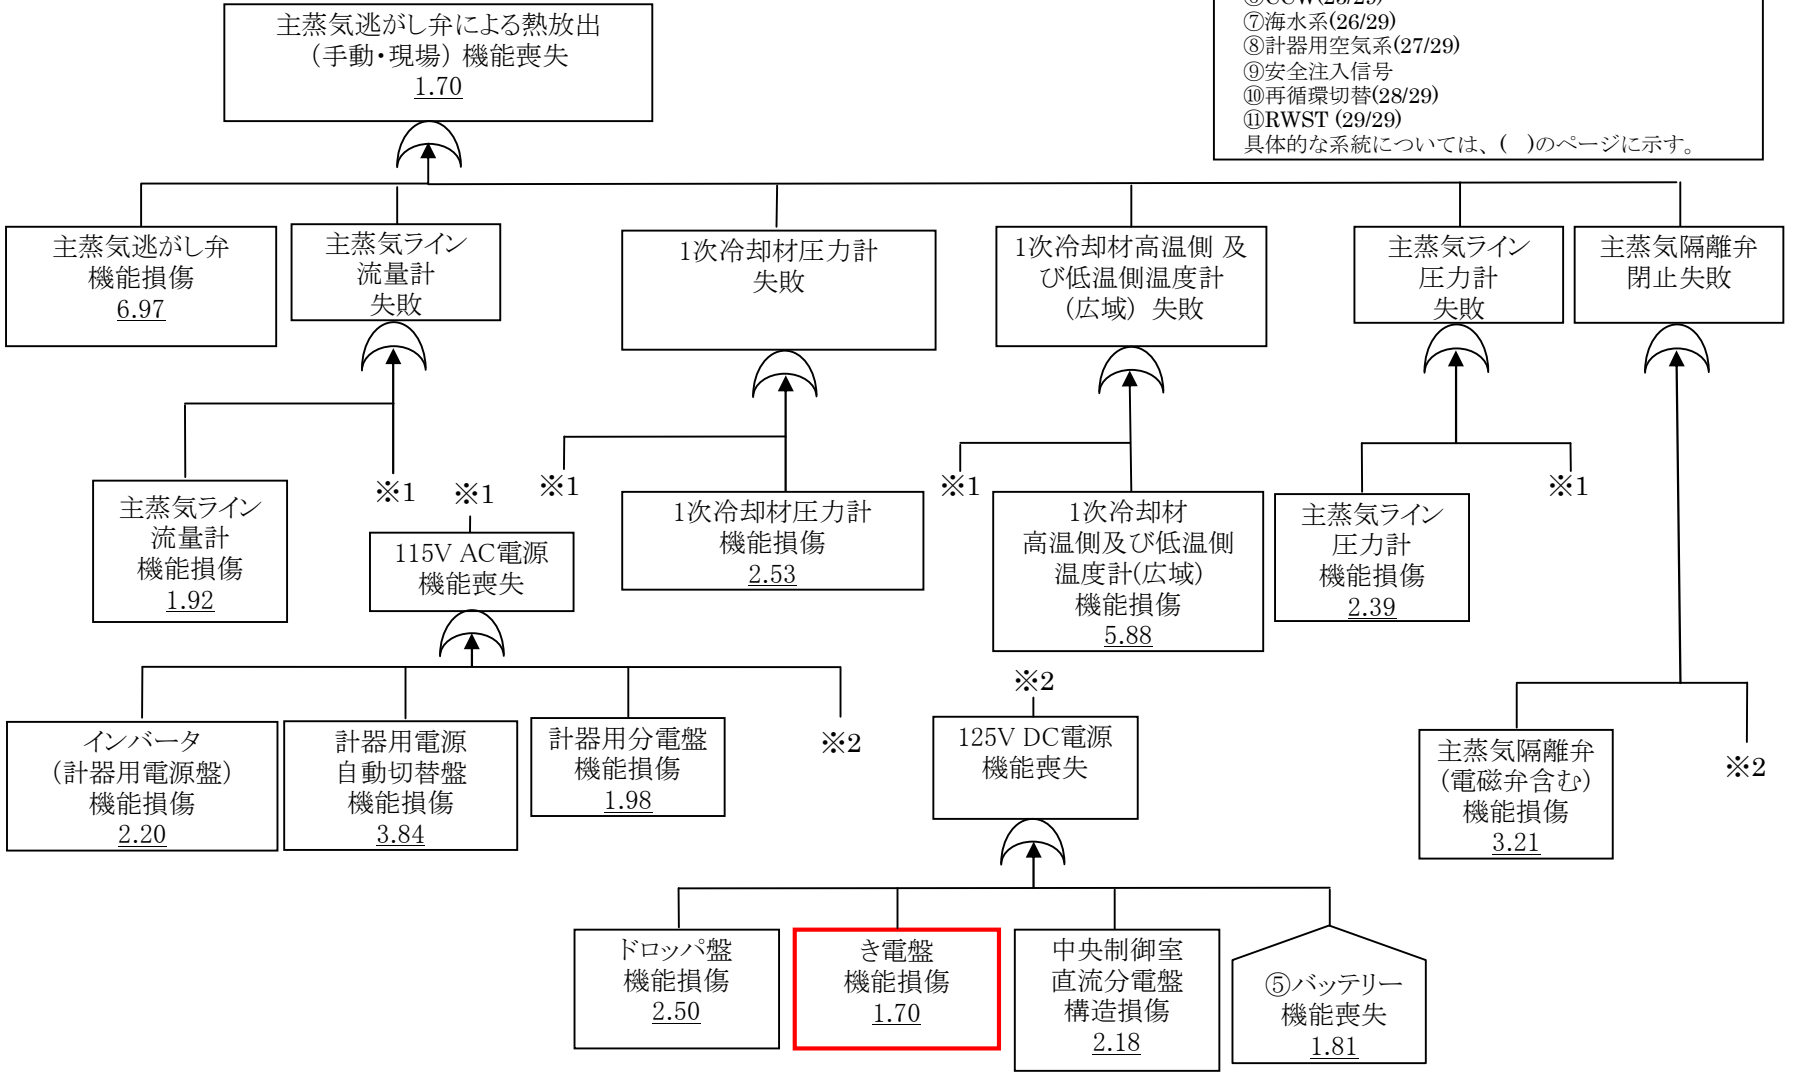 主蒸気逃がし弁による熱放出
（手動・現場）機能喪失
1.70
⑦海水系(26/29)
⑧計器用空気系(27/29)
⑨安全注入信号
⑩再循環切替(28/29)
⑪RWST (29/29)
具体的な系統については、(　)のページに示す。
主蒸気逃がし弁
機能損傷
6.97
主蒸気ライン
流量計
失敗
1次冷却材圧力計
失敗
1次冷却材高温側 及
び低温側温度計
（広域）失敗
主蒸気ライン
圧力計
失敗
主蒸気隔離弁
閉止失敗
主蒸気ライン
流量計
機能損傷
1.92
※1
※1
115V AC電源
機能喪失
※1
1次冷却材圧力計
機能損傷
2.53
※1
1次冷却材
高温側及び低温側
温度計(広域)
機能損傷
5.88
主蒸気ライン
圧力計
機能損傷
2.39
※1
インバータ
（計器用電源盤）
機能損傷
2.20
計器用電源
自動切替盤
機能損傷
3.84
計器用分電盤
機能損傷
1.98
※2
※2
125V DC電源
機能喪失
主蒸気隔離弁
（電磁弁含む）
機能損傷
3.21
※2
ドロッパ盤
機能損傷
2.50
き電盤
機能損傷
1.70
中央制御室
直流分電盤
構造損傷
2.18
⑤バッテリー
機能喪失
1.81